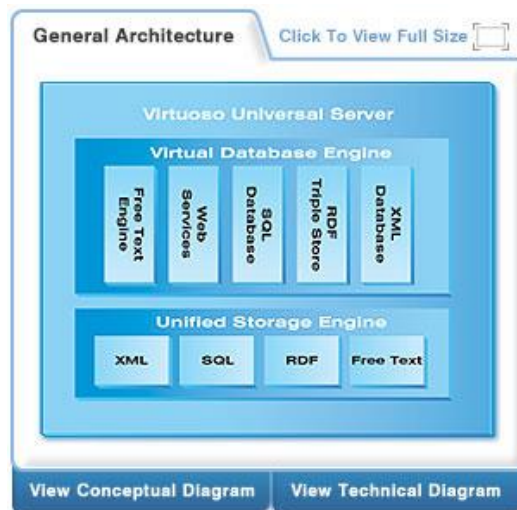 General Architecture
Click To View Full Size
Virtuoso Universal Server
Virtual Database Engine
Free Text
Engine
Web
Services
SQL
Database
RDF
Triple Store
XML
Database
Unified Storage Engine
XML
SQL
RDF
Free Text
View Conceptual Diagram
View Technical Diagram